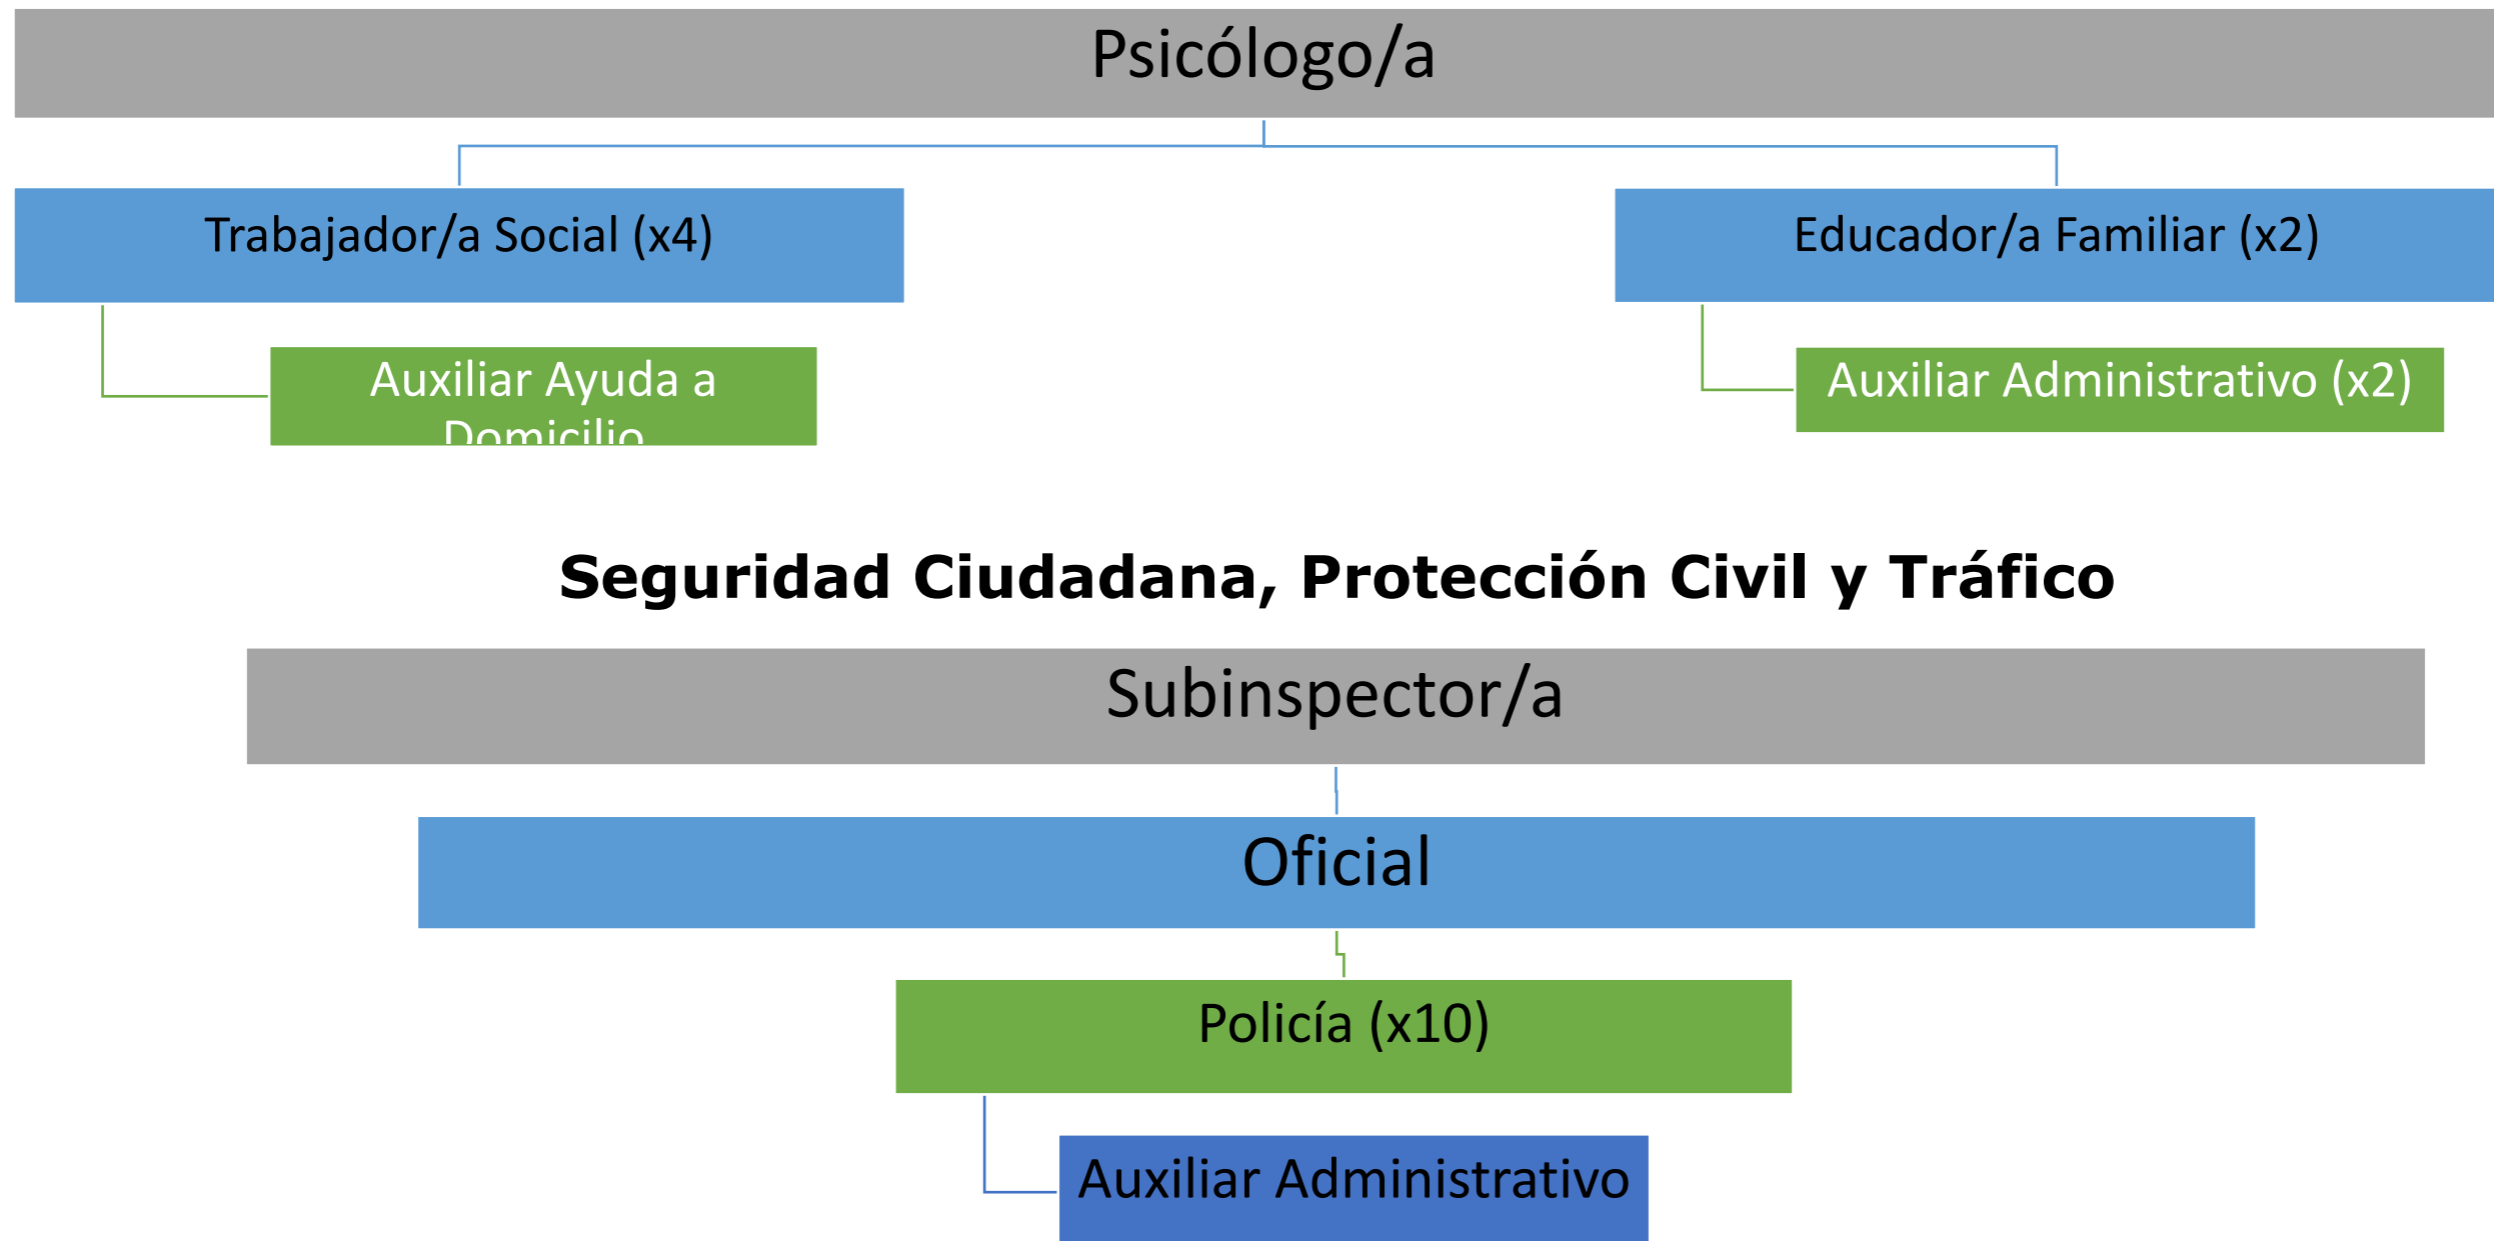 Psicólogo/a
Trabajador/a Social (x4)
Educador/a Familiar (x2)
Auxiliar Ayuda a
Domicilio
Auxiliar Administrativo (x2)
Seguridad Ciudadana, Protección Civil y Tráfico
Subinspector/a
Oficial
Policía (x10)
Auxiliar Administrativo